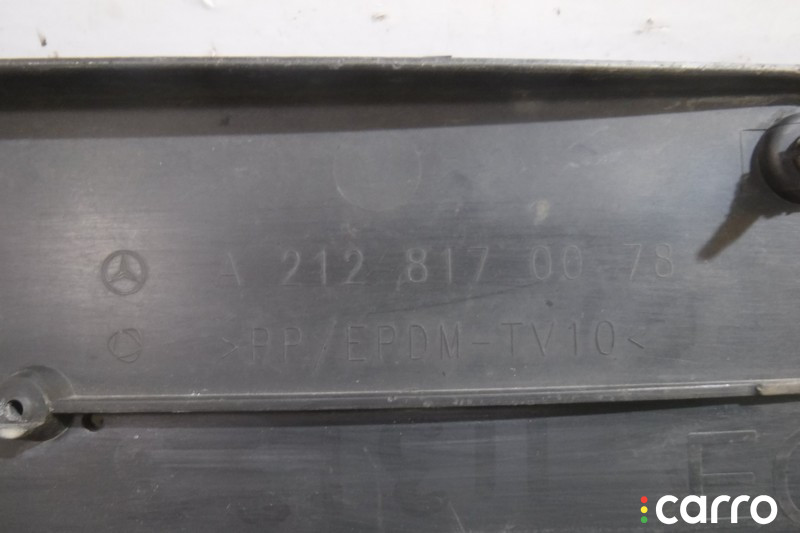 A 212 817 00 78
>PP/EPDM-TV10<
carro